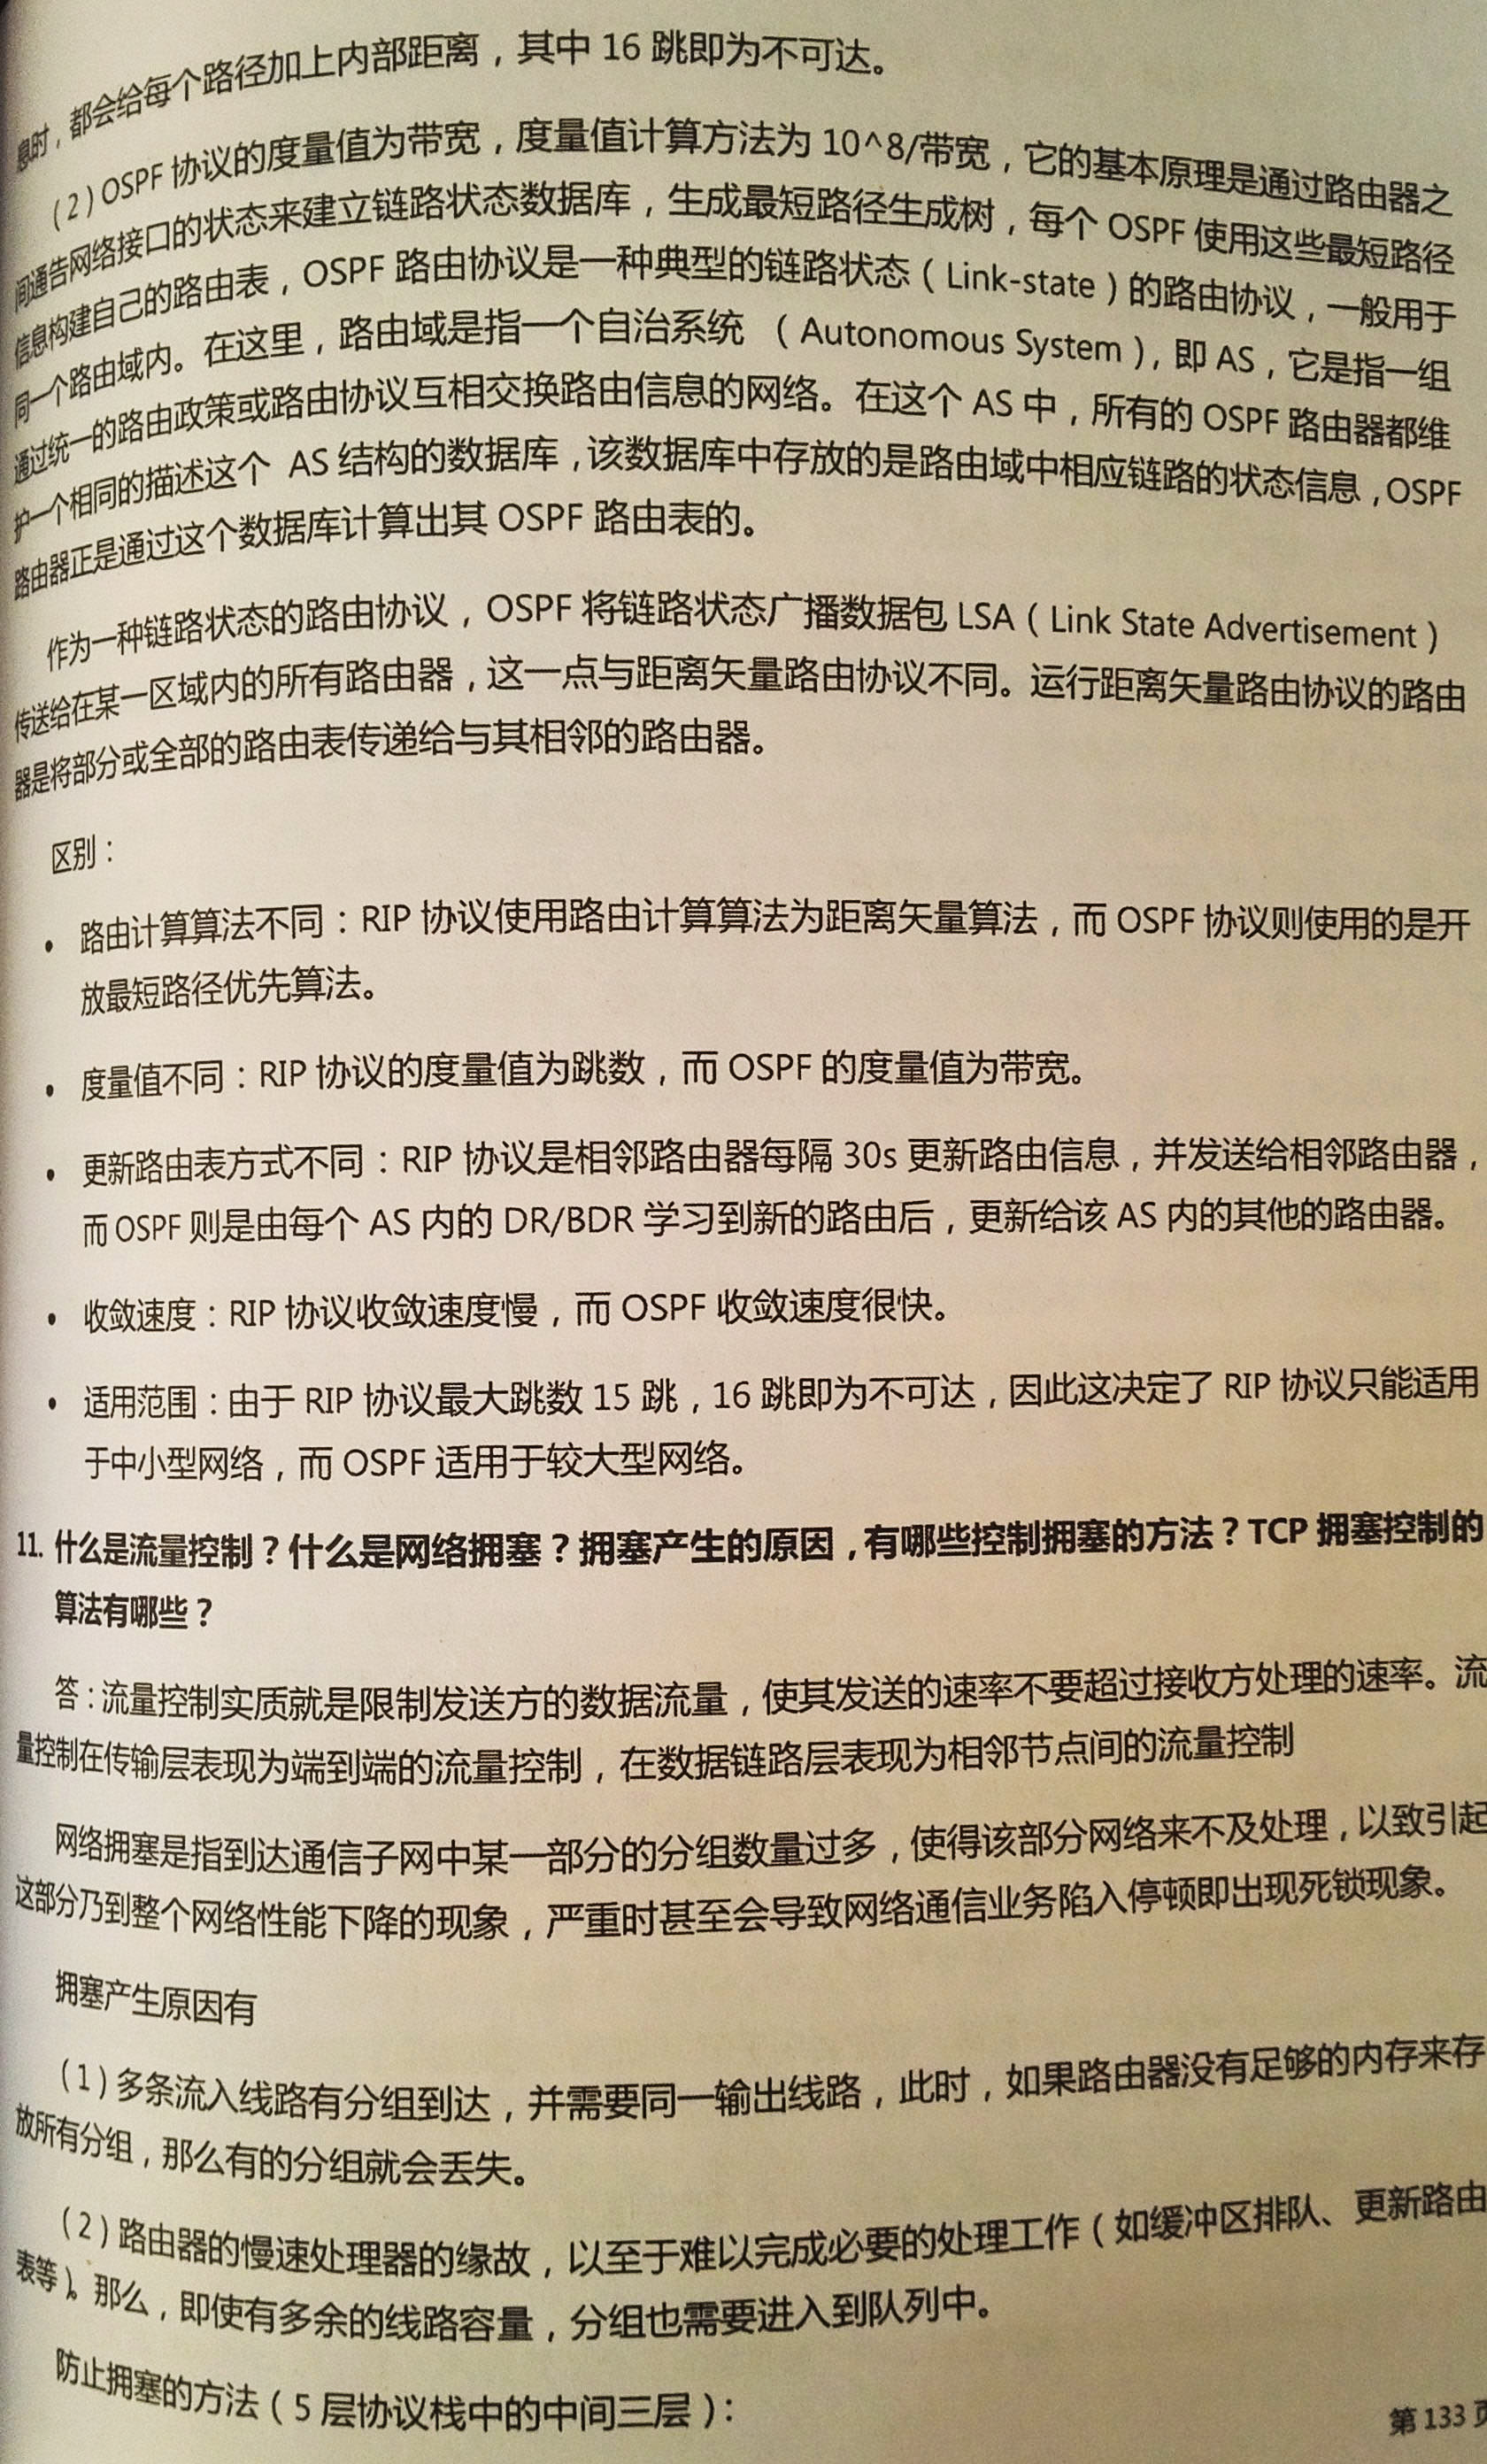 息时，都会给每个路径加上内部距离，其中 16 跳即为不可达。
（2）OSPF 协议的度量值为带宽，度量值计算方法为 10^8/带宽，它的基本原理是通过路由器之
间通告网络接口的状态来建立链路状态数据库，生成最短路径生成树，每个 OSPF 使用这些最短路径
信息构建自己的路由表，OSPF 路由协议是一种典型的链路状态（Link-state）的路由协议，一般用于
同一个路由域内。在这里，路由域是指一个自治系统 （Autonomous System），即 AS，它是指一组
通过统一的路由政策或路由协议互相交换路由信息的网络。在这个 AS 中，所有的 OSPF 路由器都维
护一个相同的描述这个 AS 结构的数据库，该数据库中存放的是路由域中相应链路的状态信息，OSPF
路由器正是通过这个数据库计算出其 OSPF 路由表的。
作为一种链路状态的路由协议，OSPF 将链路状态广播数据包 LSA（Link State Advertisement）
传送给在某一区域内的所有路由器，这一点与距离矢量路由协议不同。运行距离矢量路由协议的路由
器是将部分或全部的路由表传递给与其相邻的路由器。
区别：
• 路由计算算法不同：RIP 协议使用路由计算算法为距离矢量算法，而 OSPF 协议则使用的是开
放最短路径优先算法。
• 度量值不同：RIP 协议的度量值为跳数，而 OSPF 的度量值为带宽。
• 更新路由表方式不同：RIP 协议是相邻路由器每隔 30s 更新路由信息，并发送给相邻路由器，
而 OSPF 则是由每个 AS 内的 DR/BDR 学习到新的路由后，更新给该 AS 内的其他的路由器。
• 收敛速度：RIP 协议收敛速度慢，而 OSPF 收敛速度很快。
• 适用范围：由于 RIP 协议最大跳数 15 跳，16 跳即为不可达，因此这决定了 RIP 协议只能适用
于中小型网络，而 OSPF 适用于较大型网络。
11. 什么是流量控制？什么是网络拥塞？拥塞产生的原因，有哪些控制拥塞的方法？TCP 拥塞控制的
算法有哪些？
答：流量控制实质就是限制发送方的数据流量，使其发送的速率不要超过接收方处理的速率。流
量控制在传输层表现为端到端的流量控制，在数据链路层表现为相邻节点间的流量控制
网络拥塞是指到达通信子网中某一部分的分组数量过多，使得该部分网络来不及处理，以致引起
这部分乃到整个网络性能下降的现象，严重时甚至会导致网络通信业务陷入停顿即出现死锁现象。
拥塞产生原因有
（1）多条流入线路有分组到达，并需要同一输出线路，此时，如果路由器没有足够的内存来存
放所有分组，那么有的分组就会丢失。
（2）路由器的慢速处理器的缘故，以至于难以完成必要的处理工作（如缓冲区排队、更新路由
表等）。那么，即使有多余的线路容量，分组也需要进入到队列中。
防止拥塞的方法（5 层协议栈中的中间三层）：
第 133 页